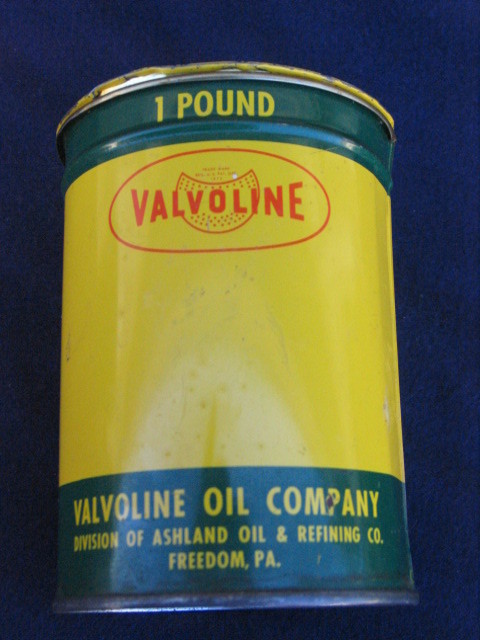 1 POUND
VALVOLINE
VALVOLINE OIL COMPANY
DIVISION OF ASHLAND OIL & REFINING CO.
FREEDOM, PA.